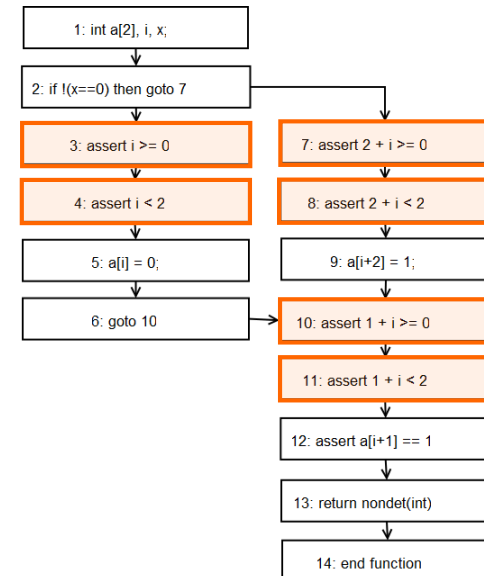 1: int a[2], i, x;
2: if !(x==0) then goto 7
3: assert i >= 0
4: assert i < 2
5: a[i] = 0;
6: goto 10
7: assert 2 + i >= 0
8: assert 2 + i < 2
9: a[i+2] = 1;
10: assert 1 + i >= 0
11: assert 1 + i < 2
12: assert a[i+1] == 1
13: return nondet(int)
14: end function